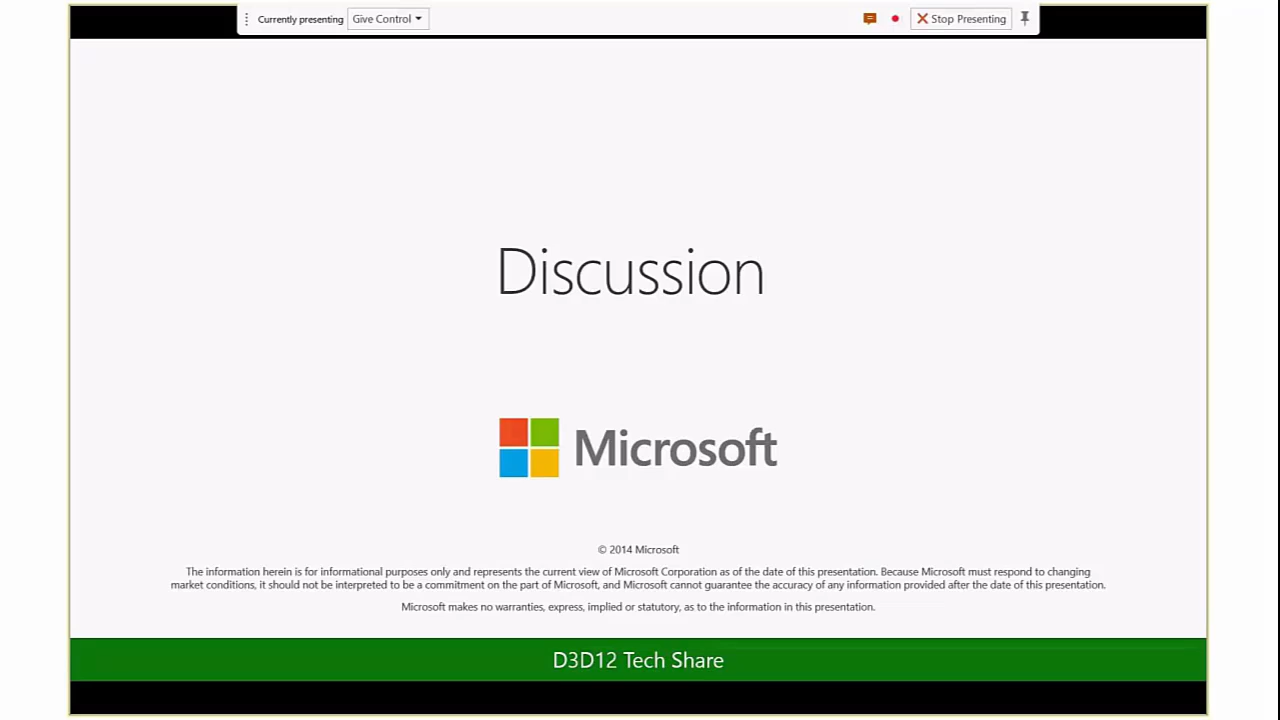 Currently presenting Give Control Stop Presenting
Discussion
Microsoft
© 2014 Microsoft
The information herein is for informational purposes only and represents the current view of Microsoft Corporation as of the date of this presentation. Because Microsoft must respond to changing
market conditions, it should not be interpreted to be a commitment on the part of Microsoft, and Microsoft cannot guarantee the accuracy of any information provided after the date of this presentation.
Microsoft makes no warranties, express, implied or statutory, as to the information in this presentation.
D3D12 Tech Share